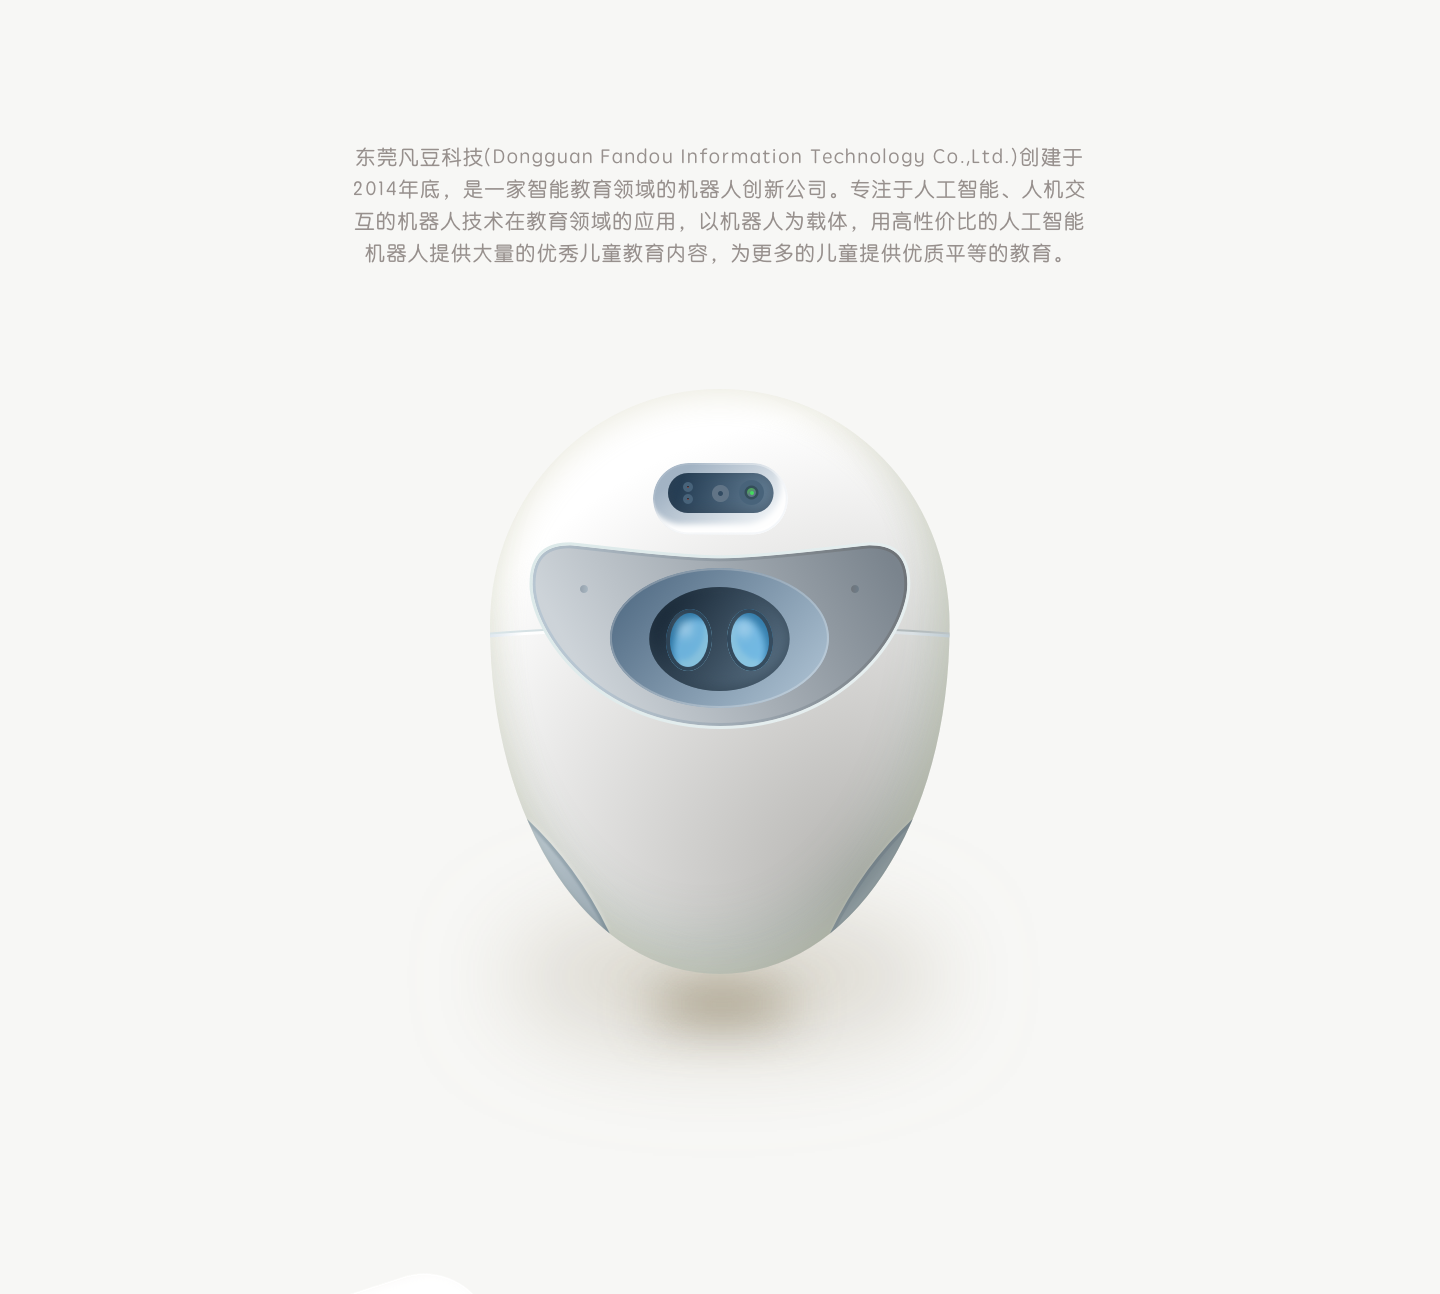 东莞凡豆科技(Dongguan Fandou Information Technology Co.,Ltd.)创建于
2014年底，是一家智能教育领域的机器人创新公司。专注于人工智能、人机交
互的机器人技术在教育领域的应用，以机器人为载体，用高性价比的人工智能
机器人提供大量的优秀儿童教育内容，为更多的儿童提供优质平等的教育。